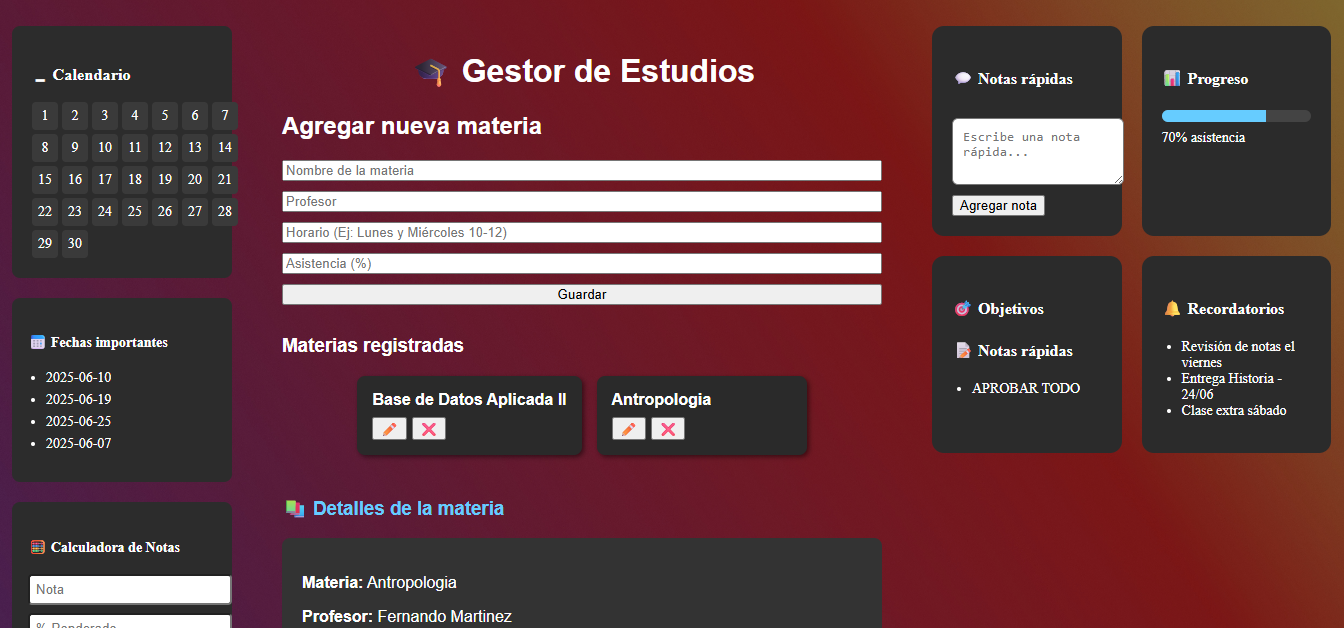 Calendario
1 2 3 4 5 6 7
8 9 10 11 12 13 14
15 16 17 18 19 20 21
22 23 24 25 26 27 28
29 30
Fechas importantes
2025-06-10
2025-06-19
2025-06-25
2025-06-07
Calculadora de Notas
Nota
% Ponderado
Gestor de Estudios
Agregar nueva materia
Nombre de la materia
Profesor
Horario (Ej: Lunes y Miércoles 10-12)
Asistencia (%)
Guardar
Materias registradas
Base de Datos Aplicada II
Antropologia
Detalles de la materia
Materia: Antropologia
Profesor: Fernando Martinez
Notas rápidas
Escribe una nota
rápida...
Agregar nota
Progreso
70% asistencia
Objetivos
Notas rápidas
APROBAR TODO
Recordatorios
Revisión de notas el
viernes
Entrega Historia -
24/06
Clase extra sábado